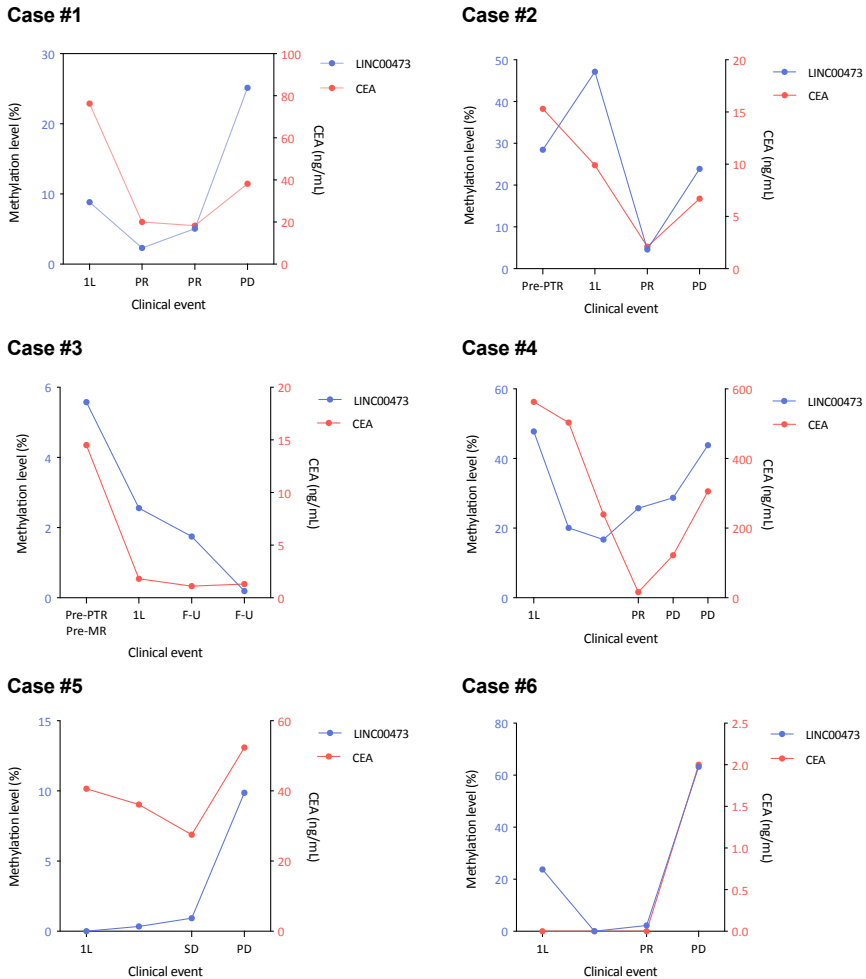 Case #1
30
20
10
0
Methylation level (%)
100
80
60
40
20
0
CEA (ng/mL)
LINC00473
CEA
1L
PR
PR
PD
Clinical event
Case #2
50
40
30
20
10
0
Methylation level (%)
20
15
10
5
0
CEA (ng/mL)
LINC00473
CEA
Pre-PTR
1L
PR
PD
Clinical event
Case #3
6
4
2
0
Methylation level (%)
20
15
10
5
0
CEA (ng/mL)
LINC00473
CEA
Pre-PTR
Pre-MR
1L
F-U
F-U
Clinical event
Case #4
60
40
20
0
Methylation level (%)
600
400
200
0
CEA (ng/mL)
LINC00473
CEA
1L
PR
PD
PD
Clinical event
Case #5
15
10
5
0
Methylation level (%)
60
40
20
0
CEA (ng/mL)
LINC00473
CEA
1L
SD
PD
Clinical event
Case #6
80
60
40
20
0
Methylation level (%)
2.5
2.0
1.5
1.0
0.5
0.0
CEA (ng/mL)
LINC00473
CEA
1L
PR
PD
Clinical event